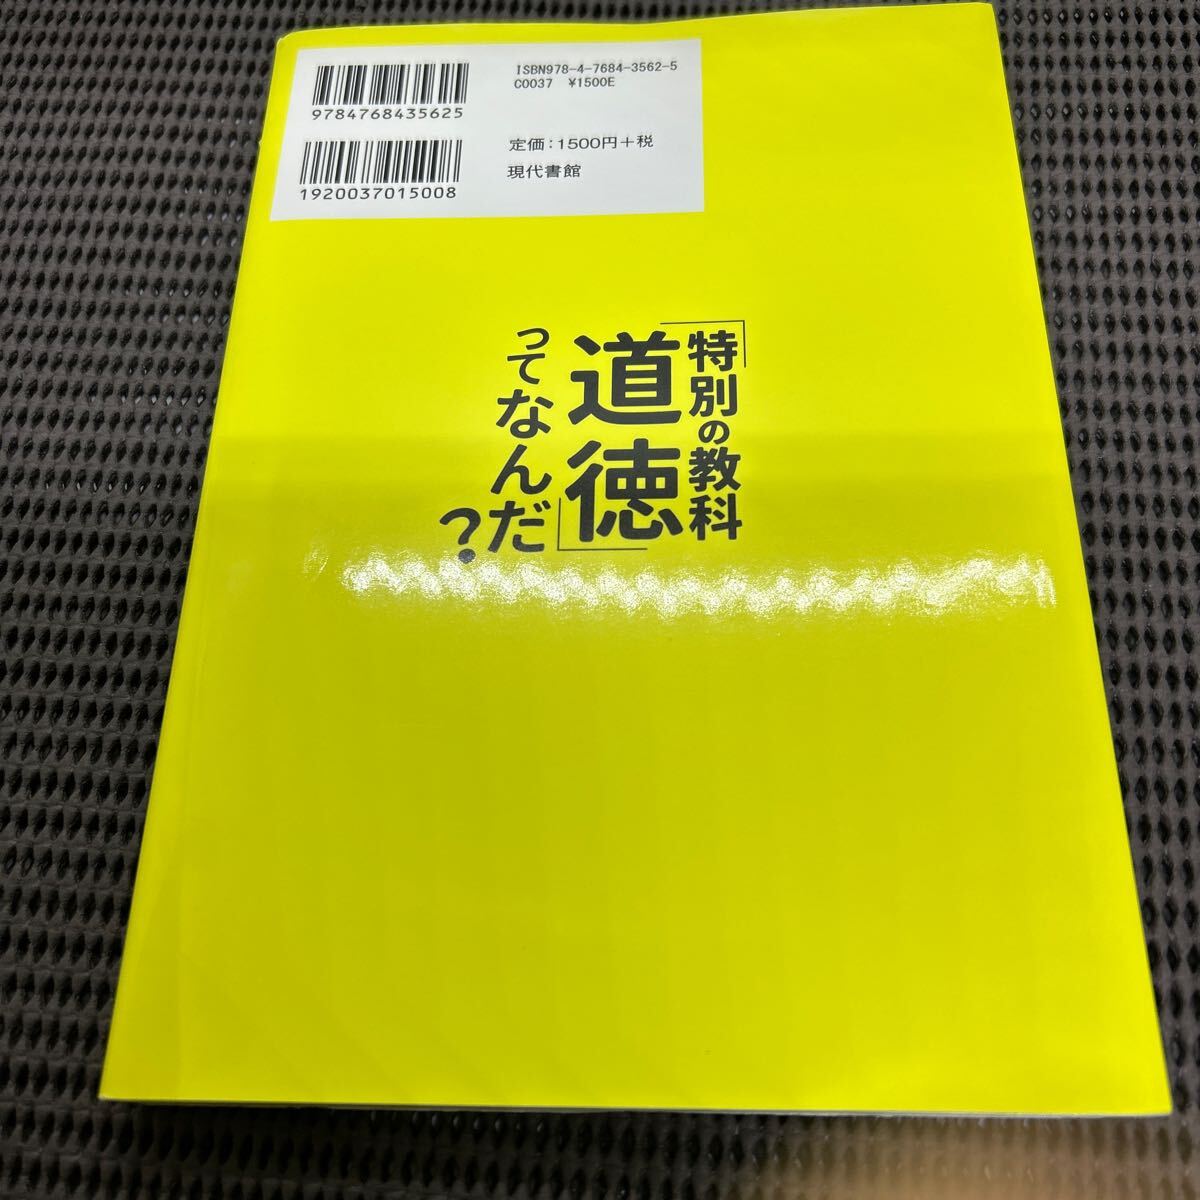 ISBN978-4-7684-3562-5
C0037 ¥1500E
9784768435625
定価:1500円+税
現代書館
1920037015008
「特別の教科
道徳」
ってなんだ?